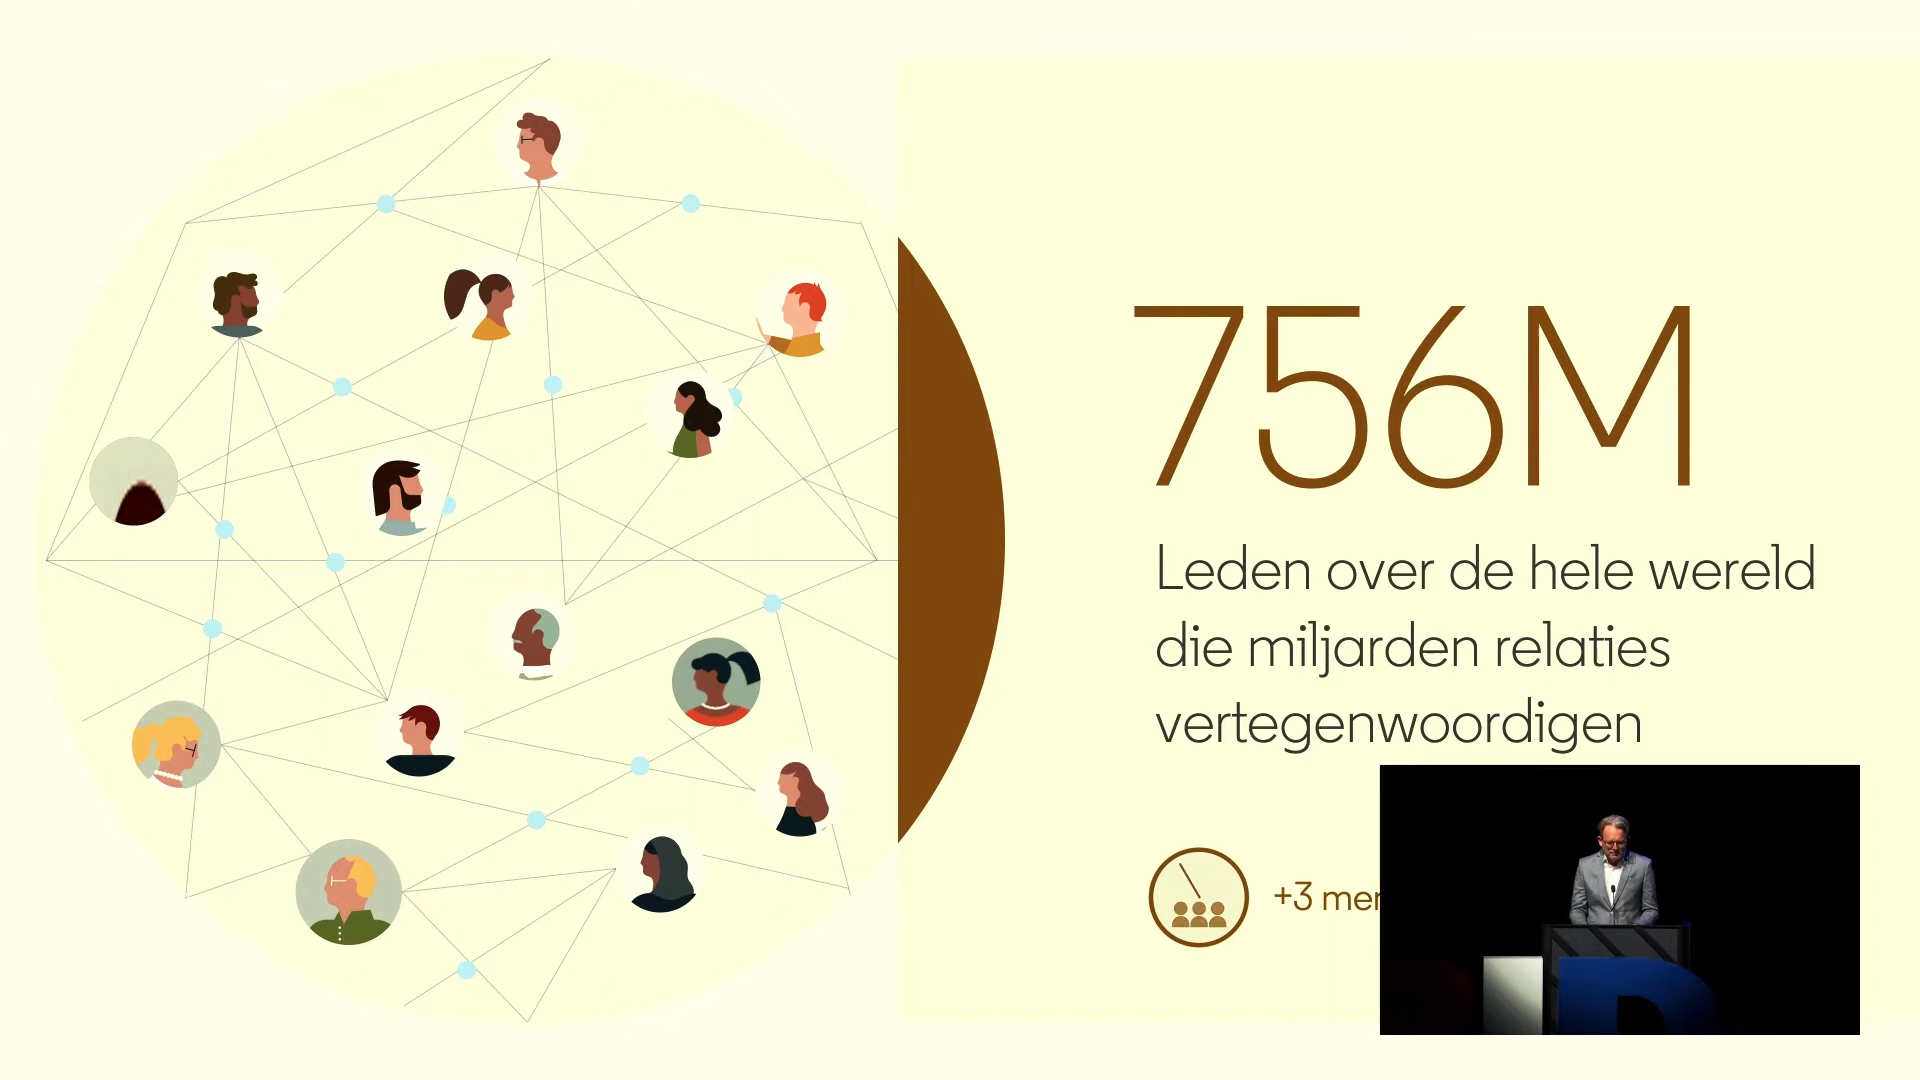 756M
Leden over de hele wereld
die miljarden relaties
vertegenwoordigen
+3